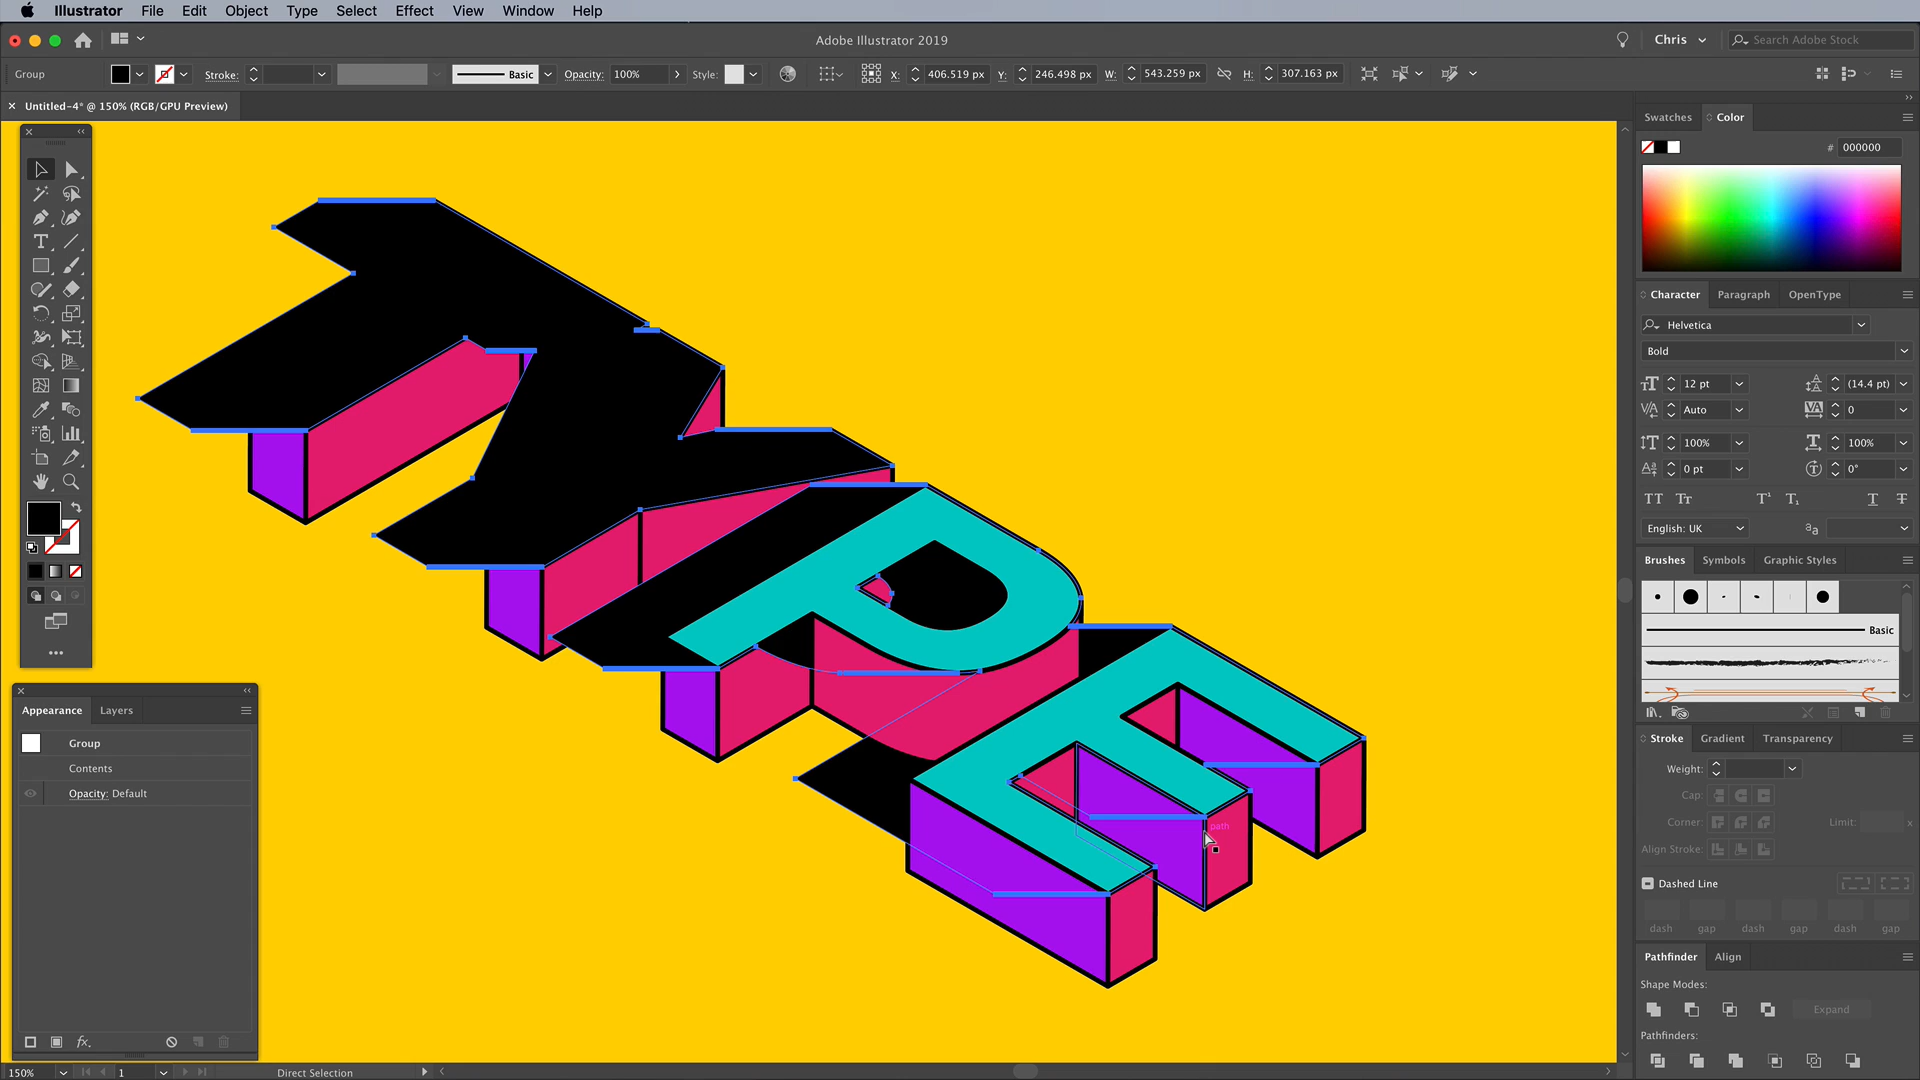 Illustrator File Edit Object Type Select Effect View Window Help
Adobe Illustrator 2019
Chris
Search Adobe Stock
Group
Stroke:
Basic
Opacity: 100%
Style:
X: 406.519 px
Y: 246.498 px
W: 543.259 px
H: 307.163 px
Untitled-4* @ 150% (RGB/GPU Preview)
Swatches Color
# 000000
Character Paragraph OpenType
Helvetica
Bold
12 pt (14.4 pt)
Auto 0
100% 100%
0 pt 0°
English: UK
Brushes Symbols Graphic Styles
Basic
Stroke Gradient Transparency
Weight:
Cap:
Corner: Limit: x
Align Stroke:
Dashed Line
dash gap dash gap dash gap
Pathfinder Align
Shape Modes:
Expand
Pathfinders:
TYPE
path
Appearance Layers
Group
Contents
Opacity: Default
fx.
150% 1 Direct Selection